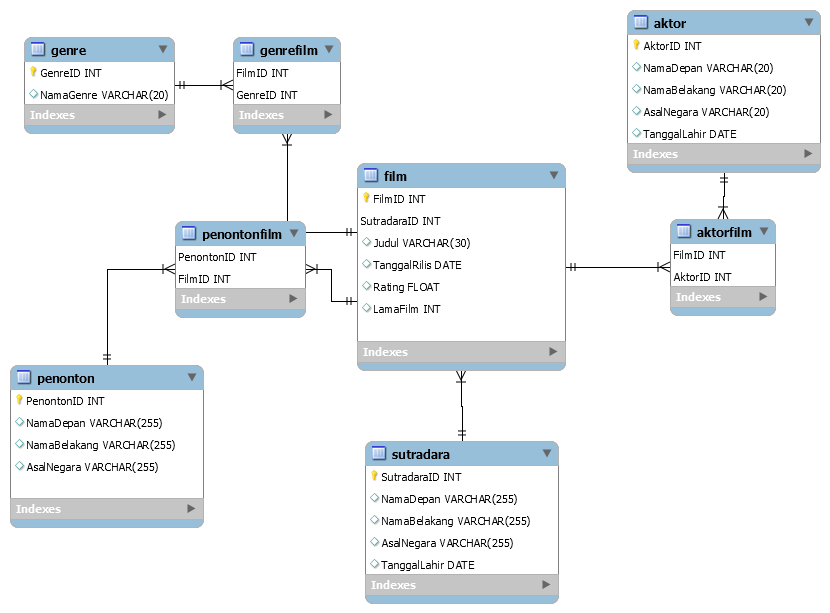 genre
GenreID INT
NamaGenre VARCHAR(20)
Indexes
genrefilm
FilmID INT
GenreID INT
Indexes
aktor
AktorID INT
NamaDepan VARCHAR(20)
NamaBelakang VARCHAR(20)
AsalNegara VARCHAR(20)
TanggalLahir DATE
Indexes
film
FilmID INT
SutradaraID INT
Judul VARCHAR(30)
TanggalRilis DATE
Rating FLOAT
LamaFilm INT
Indexes
penontonfilm
PenontonID INT
FilmID INT
Indexes
aktorfilm
FilmID INT
AktorID INT
Indexes
penonton
PenontonID INT
NamaDepan VARCHAR(255)
NamaBelakang VARCHAR(255)
AsalNegara VARCHAR(255)
Indexes
sutradara
SutradaraID INT
NamaDepan VARCHAR(255)
NamaBelakang VARCHAR(255)
AsalNegara VARCHAR(255)
TanggalLahir DATE
Indexes